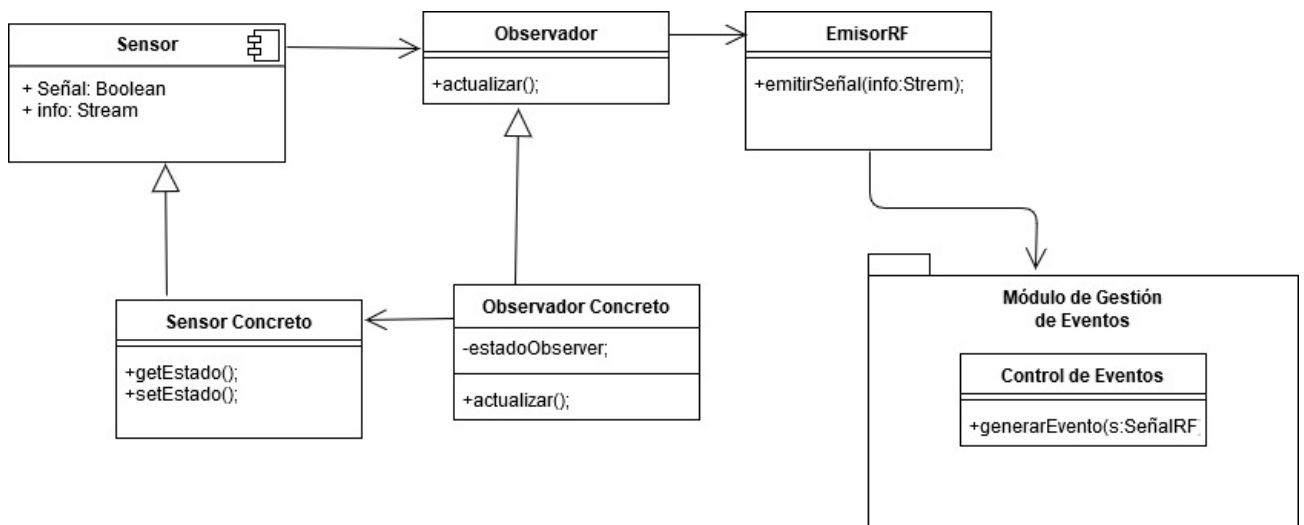 Sensor
+ Señal: Boolean
+ info: Stream
Observador
+actualizar();
EmisorRF
+emitirSeñal(info:Strem);
Sensor Concreto
+getEstado();
+setEstado();
Observador Concreto
-estadoObserver;
+actualizar();
Módulo de Gestión
de Eventos
Control de Eventos
+generarEvento(s:SeñalRF)